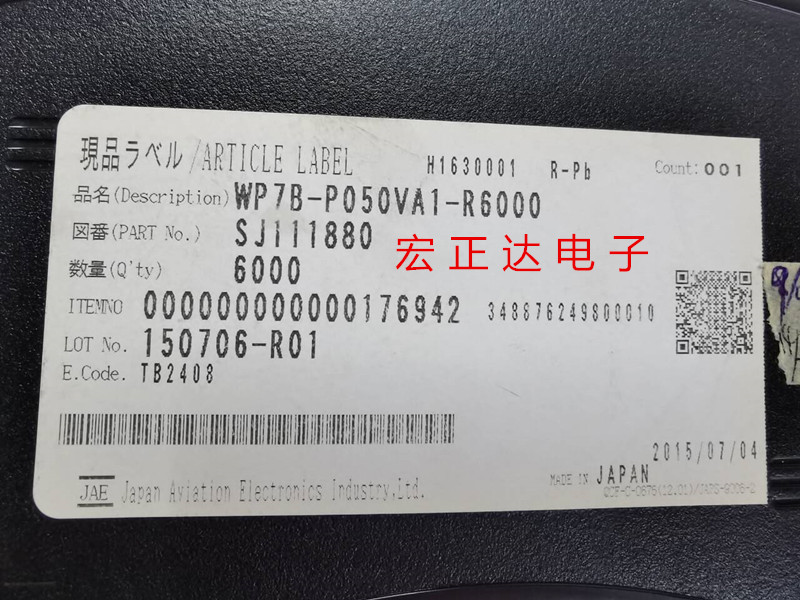 現品ラベル/ARTICLE LABEL H1630001 R-Pb Count:001
品名(Description) WP7B-P050VA1-R6000
図番(PART No.) SJ111880
宏正达电子
数量(Q'ty) 6000
ITEMNO 000000000000176942 348876249800010
LOT No. 150706-R01
E.Code. TB2408
2015/07/04
MADE IN JAPAN
JAE Japan Aviation Electronics Industry,Ltd.